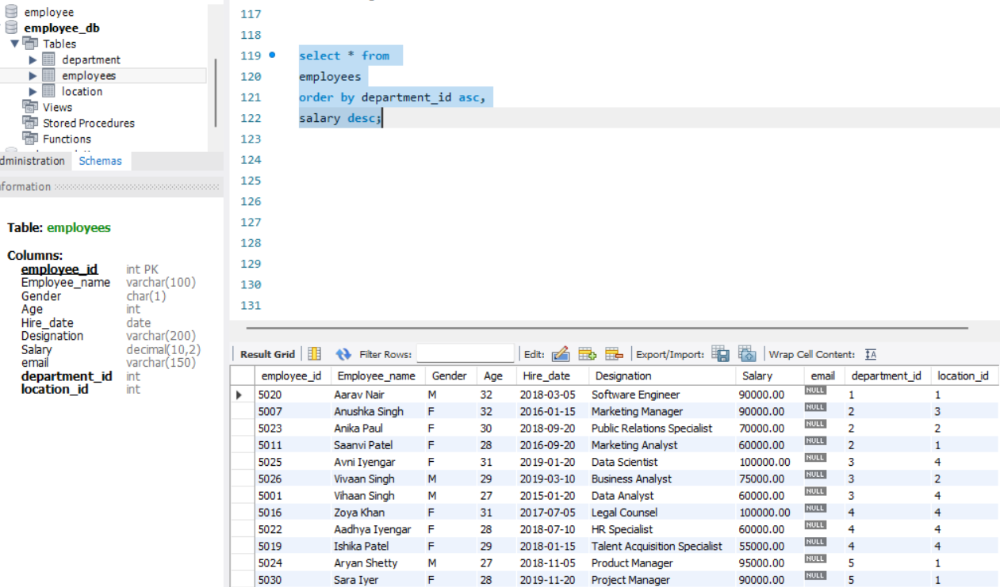 employee
employee_db
Tables
department
employees
location
Views
Stored Procedures
Functions
dministration Schemas
formation
Table: employees
Columns:
employee_id int PK
Employee_name varchar(100)
Gender char(1)
Age int
Hire_date date
Designation varchar(200)
Salary decimal(10,2)
email varchar(150)
department_id int
location_id int
117
118
119 select * from
120 employees
121 order by department_id asc,
122 salary desc;
123
124
125
126
127
128
129
130
131
Result Grid Filter Rows: Edit: Export/Import: Wrap Cell Content:
employee_id Employee_name Gender Age Hire_date Designation Salary email department_id location_id
5020 Aarav Nair M 32 2018-03-05 Software Engineer 90000.00 NULL 1 1
5007 Anushka Singh F 32 2016-01-15 Marketing Manager 90000.00 NULL 2 3
5023 Anika Paul F 30 2018-09-20 Public Relations Specialist 70000.00 NULL 2 2
5011 Saanvi Patel F 28 2016-09-20 Marketing Analyst 60000.00 NULL 2 1
5025 Avni Iyengar F 31 2019-01-20 Data Scientist 100000.00 NULL 3 4
5026 Vivaan Singh M 29 2019-03-10 Business Analyst 75000.00 NULL 3 2
5001 Vihaan Singh M 27 2015-01-20 Data Analyst 60000.00 NULL 3 4
5016 Zoya Khan F 31 2017-07-05 Legal Counsel 100000.00 NULL 4 4
5022 Aadhya Iyengar F 28 2018-07-10 HR Specialist 60000.00 NULL 4 4
5019 Ishika Patel F 29 2018-01-15 Talent Acquisition Specialist 55000.00 NULL 4 4
5024 Aryan Shetty M 27 2018-11-05 Product Manager 95000.00 NULL 5 1
5030 Sara Iyer F 28 2019-11-20 Project Manager 90000.00 NULL 5 1